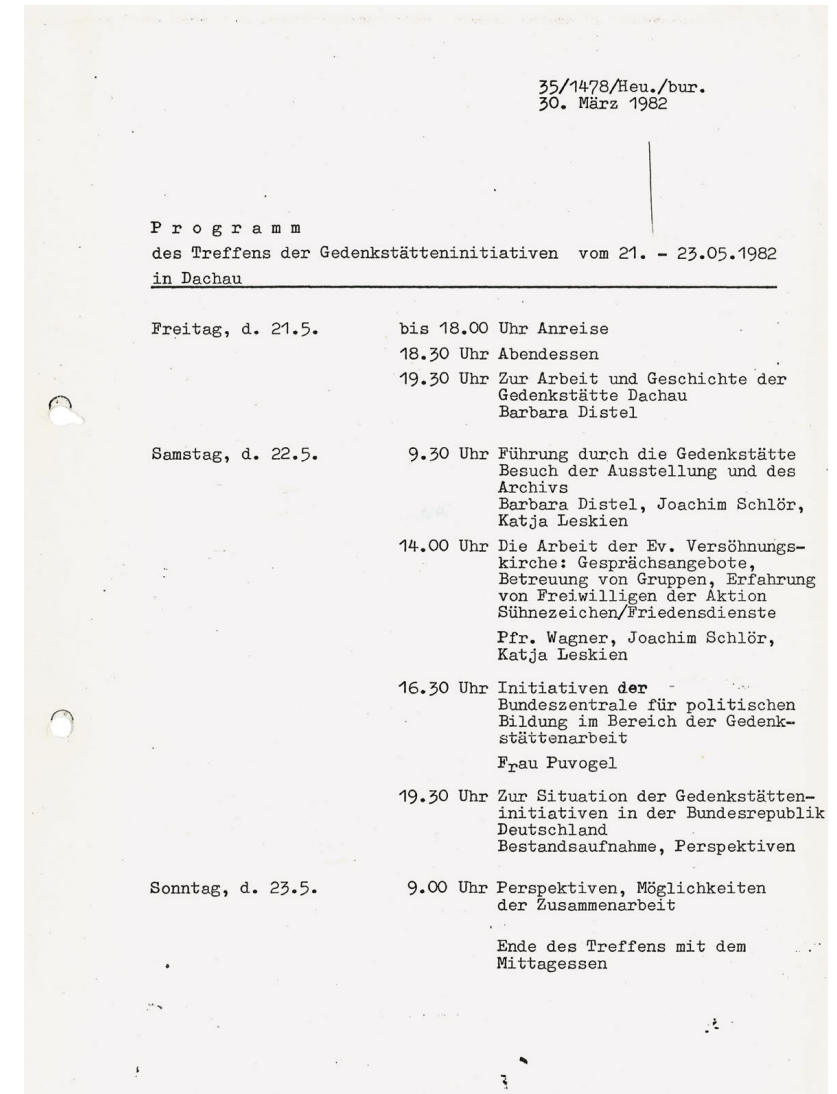 35/1478/Heu./bur.
30. März 1982
P r o g r a m m
des Treffens der Gedenkstätteninitiativen vom 21. - 23.05.1982
in Dachau
Freitag, d. 21.5. bis 18.00 Uhr Anreise
18.30 Uhr Abendessen
19.30 Uhr Zur Arbeit und Geschichte der
Gedenkstätte Dachau
Barbara Distel
Samstag, d. 22.5. 9.30 Uhr Führung durch die Gedenkstätte
Besuch der Ausstellung und des
Archivs
Barbara Distel, Joachim Schlör,
Katja Leskien
14.00 Uhr Die Arbeit der Ev. Versöhnungs-
kirche: Gesprächsangebote,
Betreuung von Gruppen, Erfahrung
von Freiwilligen der Aktion
Sühnezeichen/Friedensdienste
Pfr. Wagner, Joachim Schlör,
Katja Leskien
16.30 Uhr Initiativen der
Bundeszentrale für politischen
Bildung im Bereich der Gedenk-
stättenarbeit
Frau Puvogel
19.30 Uhr Zur Situation der Gedenkstätten-
initiativen in der Bundesrepublik
Deutschland
Bestandsaufnahme, Perspektiven
Sonntag, d. 23.5. 9.00 Uhr Perspektiven, Möglichkeiten
der Zusammenarbeit
Ende des Treffens mit dem
Mittagessen